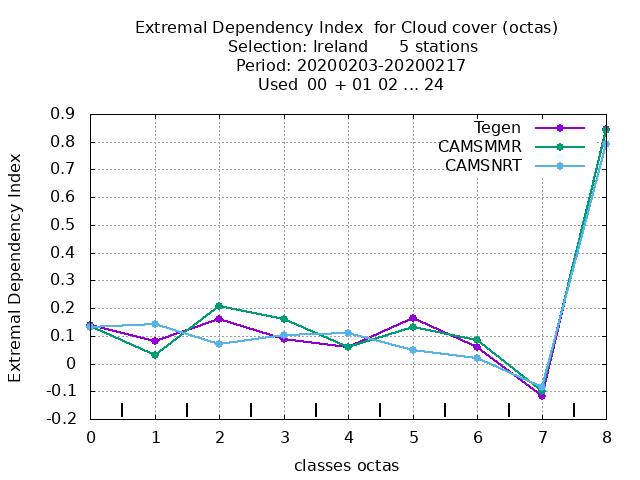 Extremal Dependency Index  for Cloud cover (octas)
Selection: Ireland      5 stations
Period: 20200203-20200217
Used  00  + 01 02 ... 24
Extremal Dependency Index
0.9
0.8
0.7
0.6
0.5
0.4
0.3
0.2
0.1
0
-0.1
-0.2
Tegen
CAMSMMR
CAMSNRT
0 1 2 3 4 5 6 7 8
classes octas